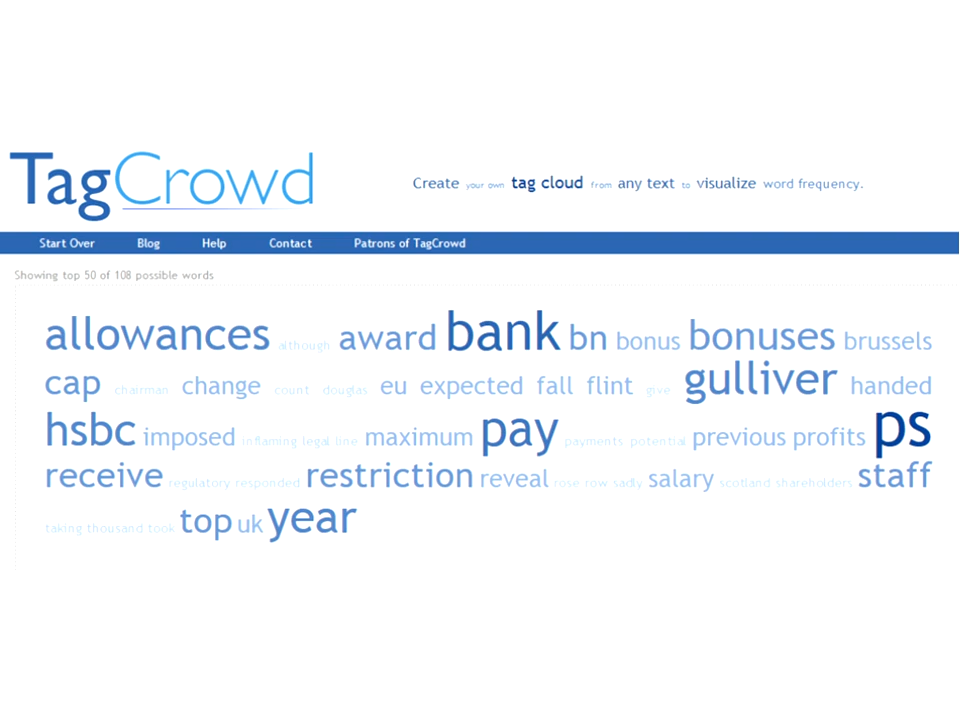 TagCrowd
Create your own tag cloud from any text to visualize word frequency.
Start Over Blog Help Contact Patrons of TagCrowd
Showing top 50 of 108 possible words
allowances although award bank bn bonus bonuses brussels
cap chairman change count douglas eu expected fall flint give gulliver handed
hsbc imposed inflaming legal line maximum pay payments potential previous profits ps
receive regulatory responded restriction reveal rose row sadly salary scotland shareholders staff
taking thousand took top uk year